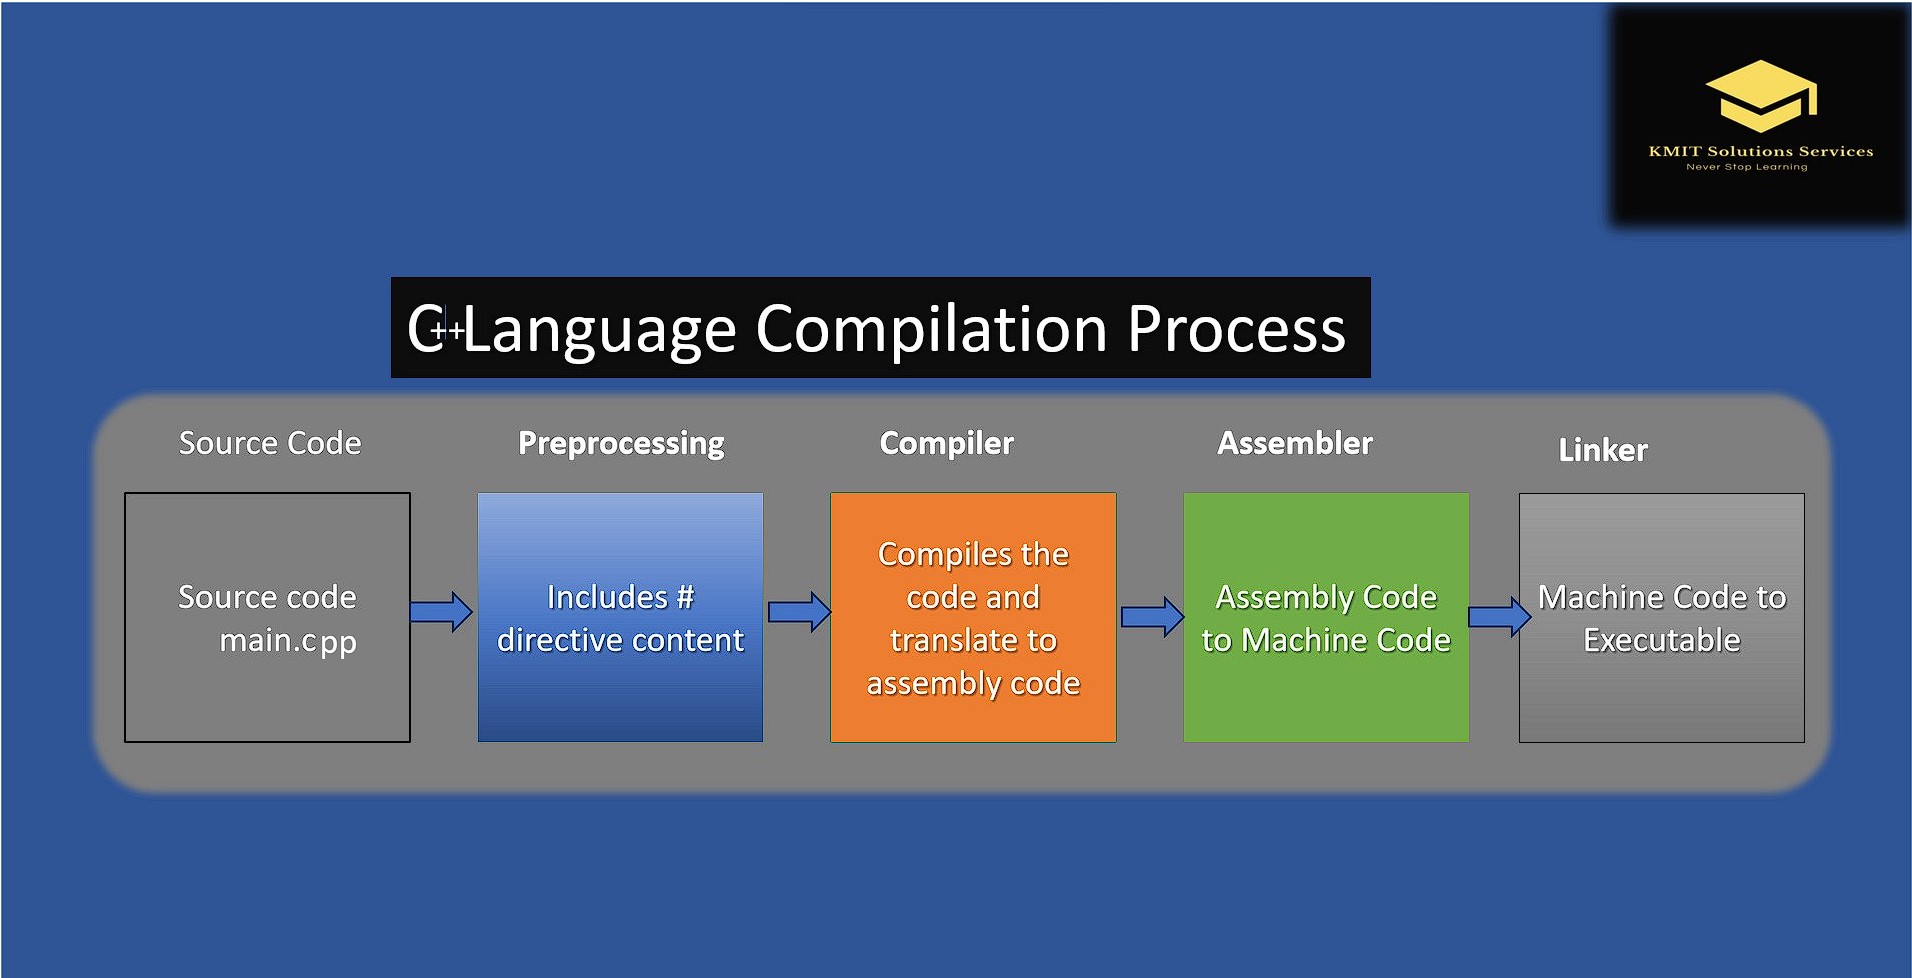 KMIT Solutions Services
Never Stop Learning
C++ Language Compilation Process
Source Code
Preprocessing
Compiler
Assembler
Linker
Source code
main.cpp
Includes #
directive content
Compiles the
code and
translate to
assembly code
Assembly Code
to Machine Code
Machine Code to
Executable